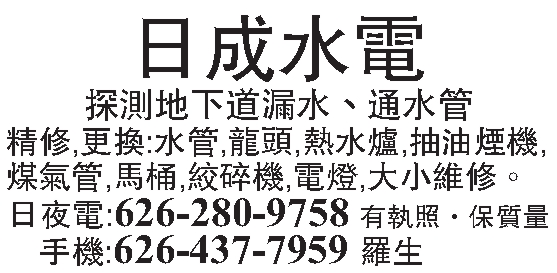 日成水電
探測地下道漏水、通水管
精修,更換:水管,龍頭,熱水爐,抽油煙機,
煤氣管,馬桶,絞碎機,電燈,大小維修。
日夜電:626-280-9758 有執照·保質量
手機:626-437-7959 羅生